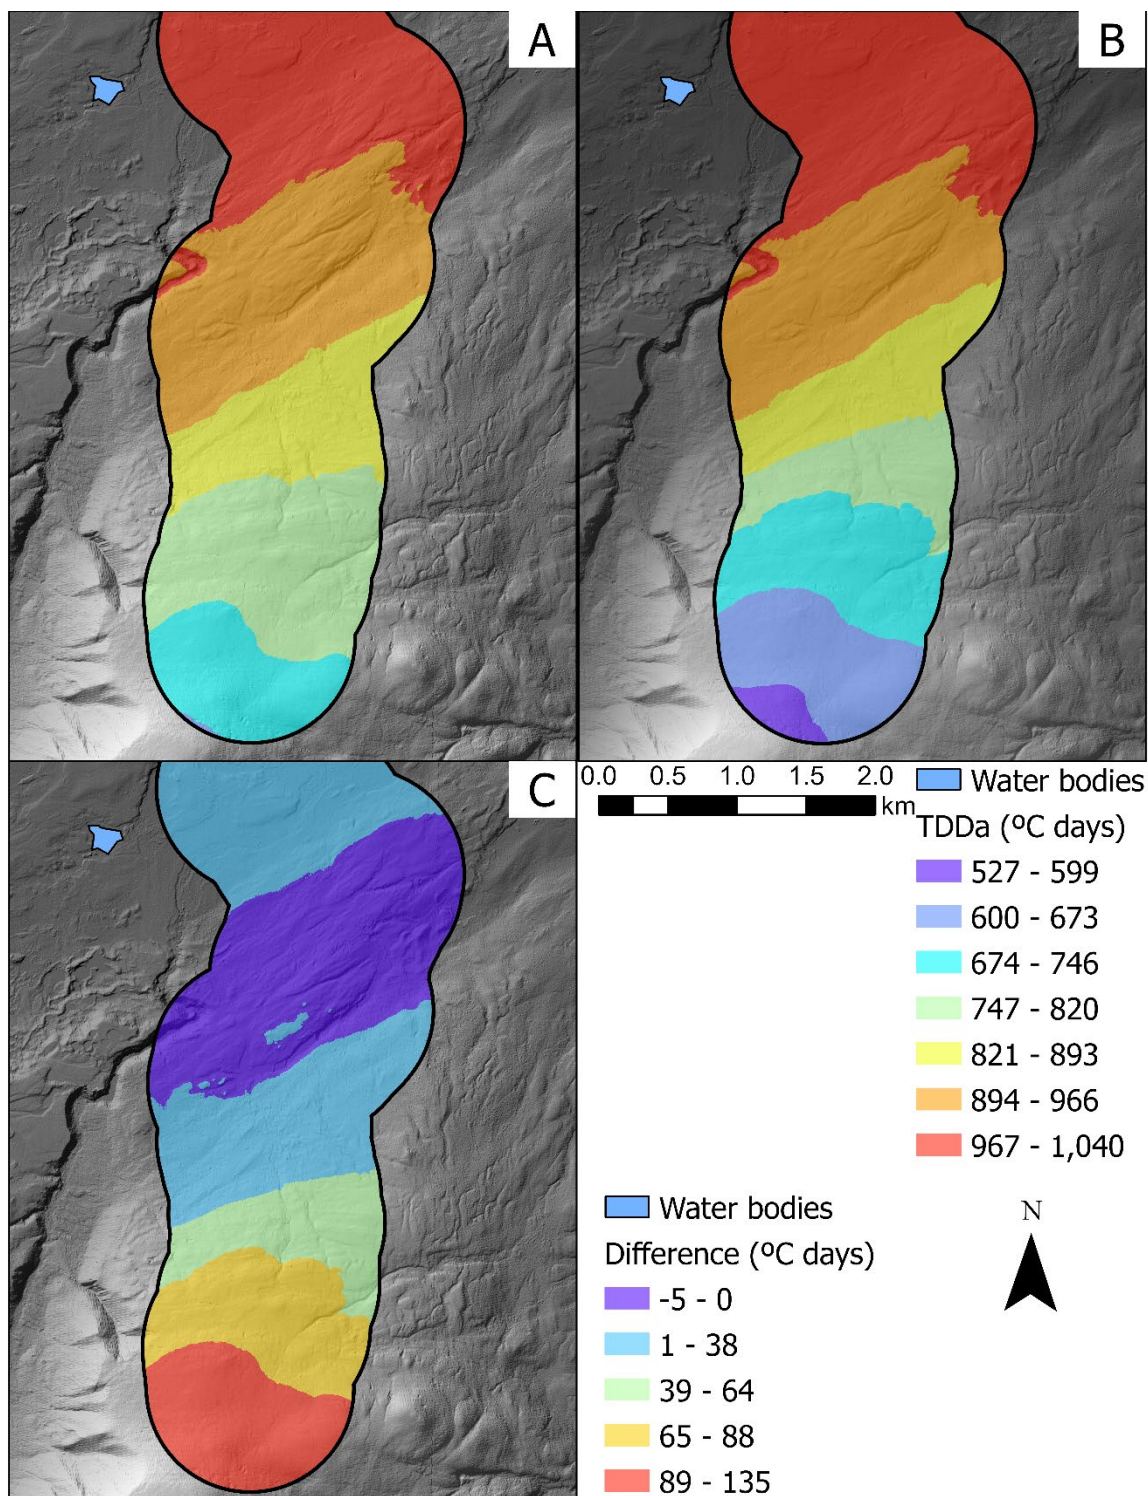 A
B
C
0.0 0.5 1.0 1.5 2.0
km
Water bodies
TDDa (ºC days)
527 - 599
600 - 673
674 - 746
747 - 820
821 - 893
894 - 966
967 - 1,040
Water bodies
Difference (ºC days)
-5 - 0
1 - 38
39 - 64
65 - 88
89 - 135
N